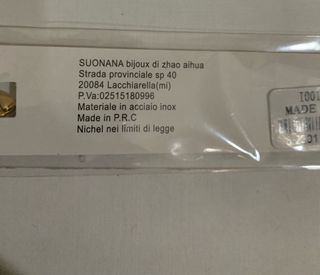 SUONANA bijoux di zhao aihua
Strada provinciale sp 40
20084 Lacchiarella(mi)
P.Va:02515180996
Materiale in acciaio inox
Made in P.R.C
Nichel nei limiti di legge
MADE